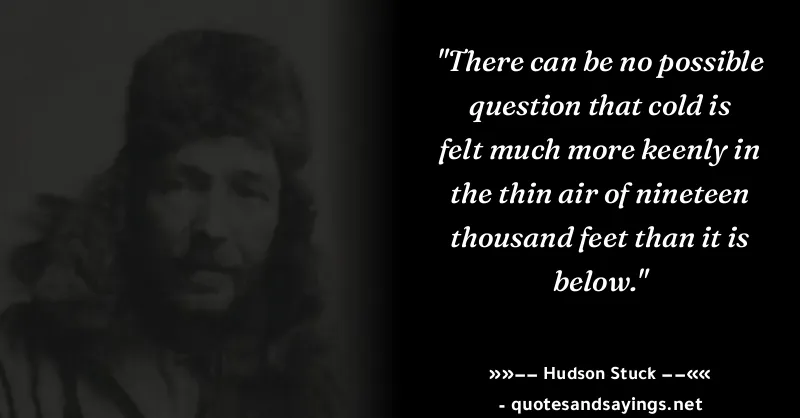 "There can be no possible
question that cold is
felt much more keenly in
the thin air of nineteen
thousand feet than it is
below."
»»–– Hudson Stuck ––««
- quotesandsayings.net